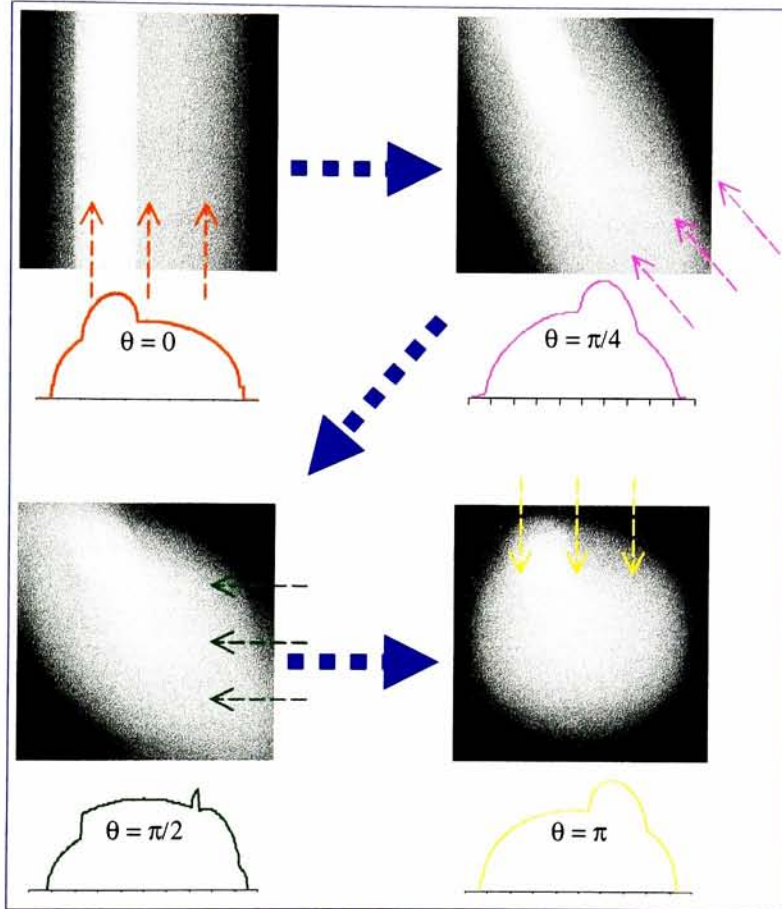 θ = 0
θ = π/4
θ = π/2
θ = π